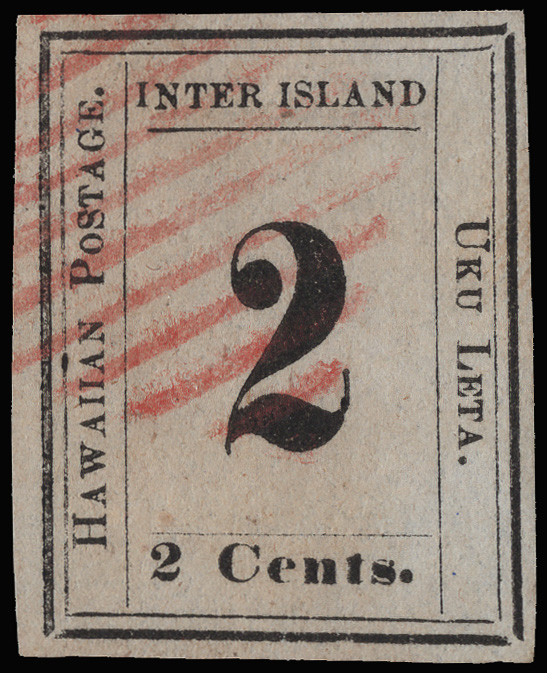 INTER ISLAND
HAWAIIAN POSTAGE.
2
UKU LETA.
2 Cents.